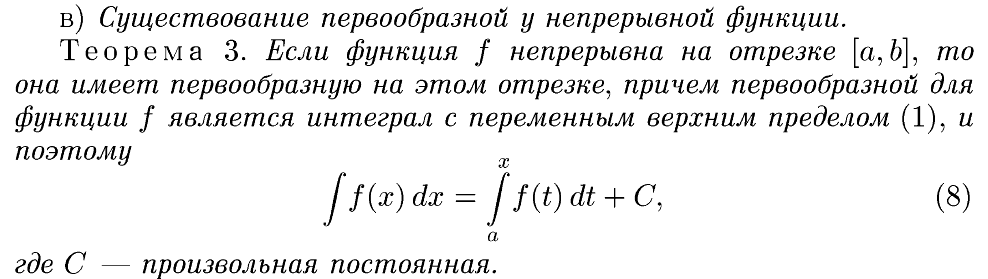 в) Существование первообразной у непрерывной функции.
Теорема 3. Если функция f непрерывна на отрезке [a, b], то
она имеет первообразную на этом отрезке, причем первообразной для
функции f является интеграл с переменным верхним пределом (1), и
поэтому
∫ f(x) dx = ∫ₐˣ f(t) dt + C, (8)
где C — произвольная постоянная.